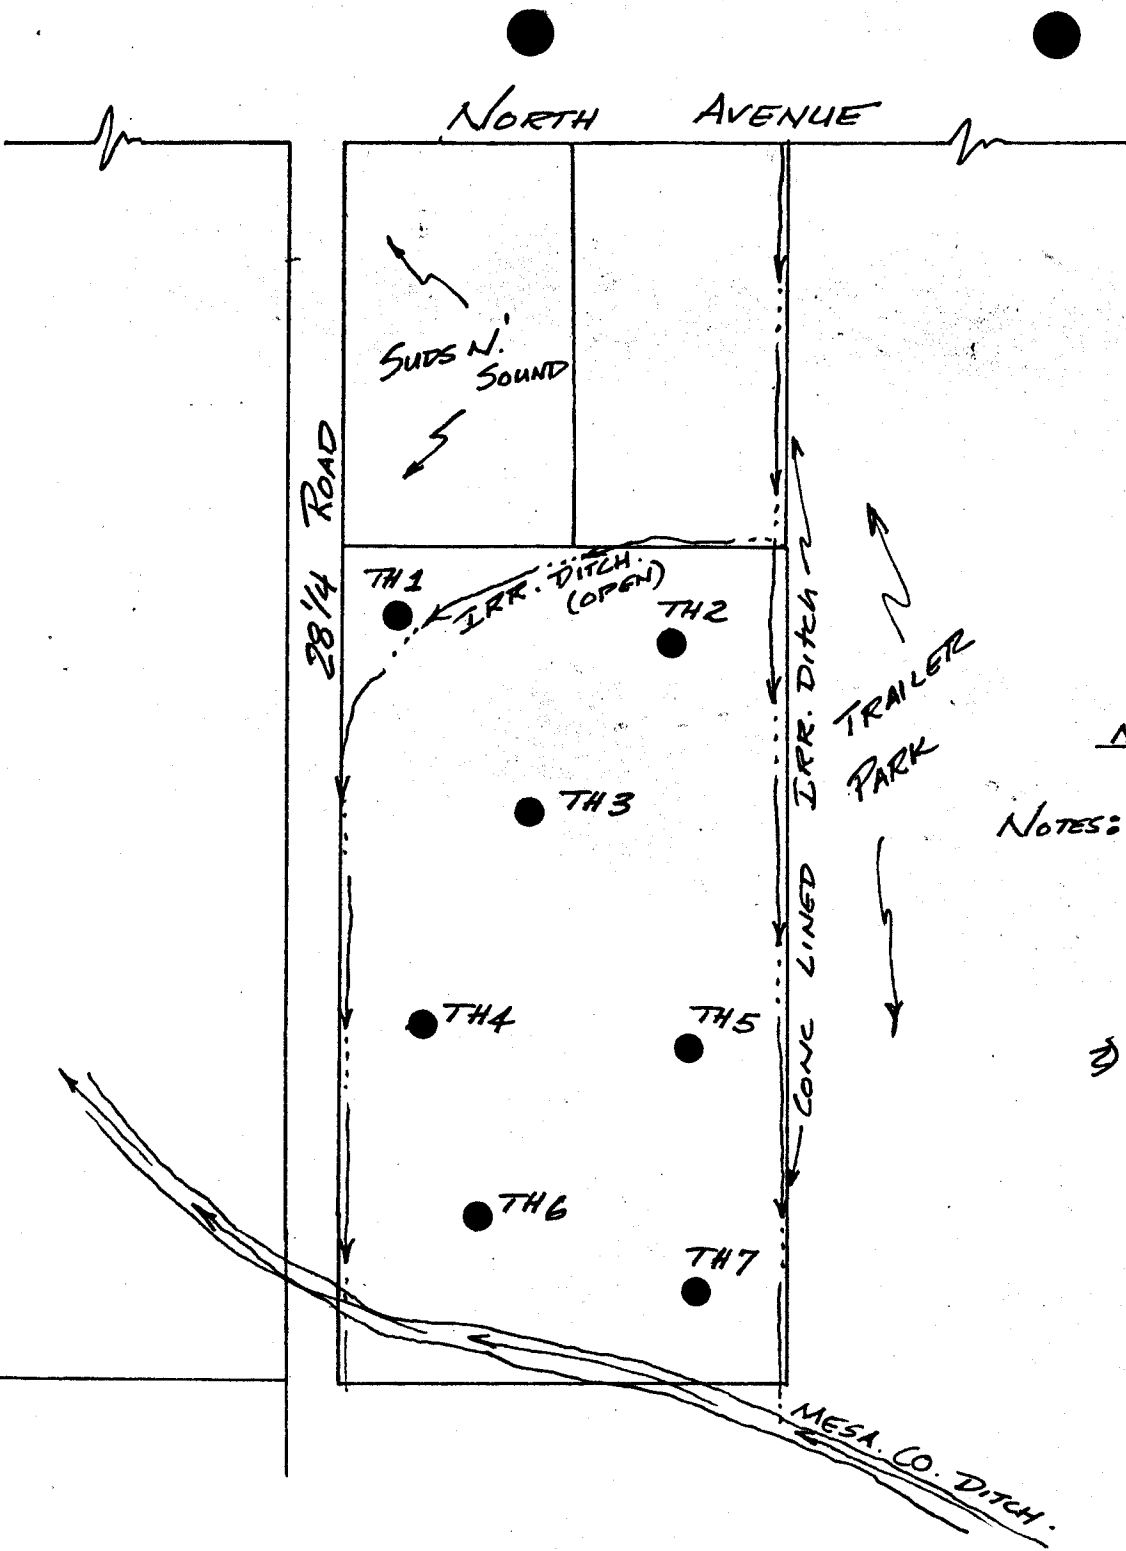 NORTH AVENUE
SUDS N'
SOUND
28 1/4 ROAD
IRR. DITCH.
(OPEN)
TH1
TH2
CONC LINED IRR. Ditch
TRAILER
PARK
TH3
NOTES:
TH4
TH5
2)
TH6
TH7
MESA. CO. DITCH.